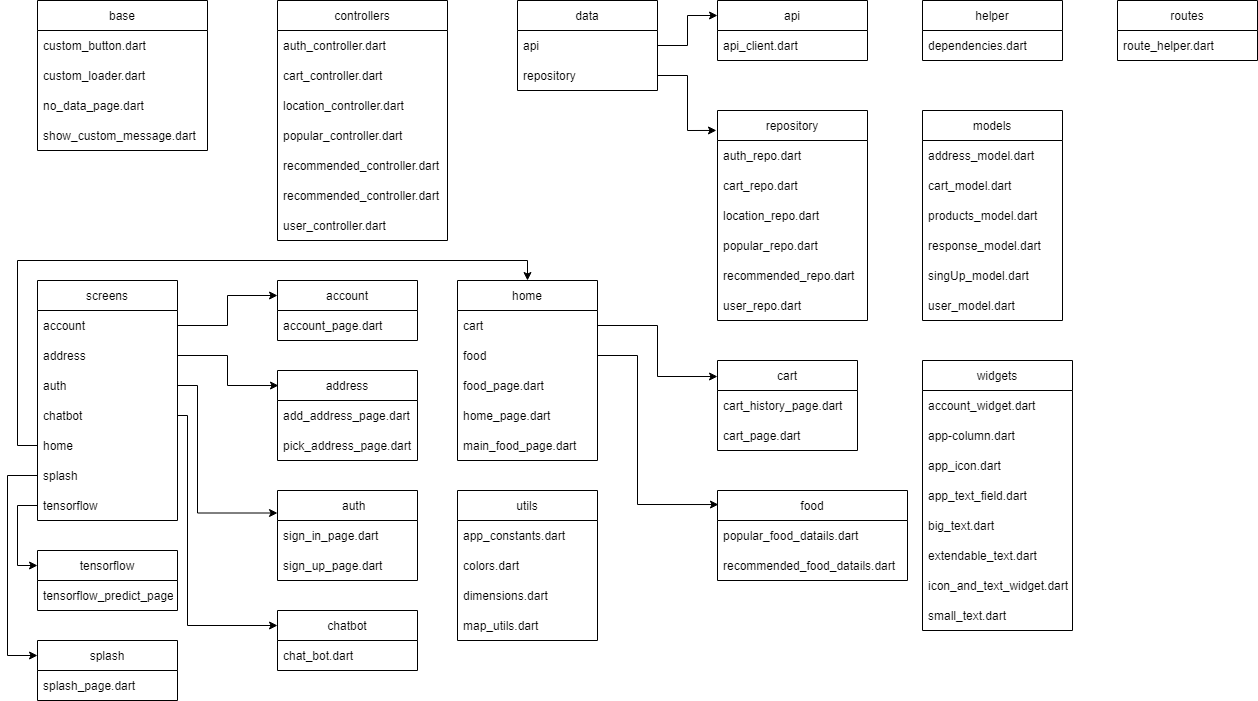 base
custom_button.dart
custom_loader.dart
no_data_page.dart
show_custom_message.dart
controllers
auth_controller.dart
cart_controller.dart
location_controller.dart
popular_controller.dart
recommended_controller.dart
recommended_controller.dart
user_controller.dart
data
api
repository
api
api_client.dart
helper
dependencies.dart
routes
route_helper.dart
repository
auth_repo.dart
cart_repo.dart
location_repo.dart
popular_repo.dart
recommended_repo.dart
user_repo.dart
models
address_model.dart
cart_model.dart
products_model.dart
response_model.dart
singUp_model.dart
user_model.dart
screens
account
address
auth
chatbot
home
splash
tensorflow
account
account_page.dart
address
add_address_page.dart
pick_address_page.dart
home
cart
food
food_page.dart
home_page.dart
main_food_page.dart
cart
cart_history_page.dart
cart_page.dart
widgets
account_widget.dart
app-column.dart
app_icon.dart
app_text_field.dart
big_text.dart
extendable_text.dart
icon_and_text_widget.dart
small_text.dart
auth
sign_in_page.dart
sign_up_page.dart
utils
app_constants.dart
colors.dart
dimensions.dart
map_utils.dart
food
popular_food_datails.dart
recommended_food_datails.dart
tensorflow
tensorflow_predict_page
chatbot
chat_bot.dart
splash
splash_page.dart